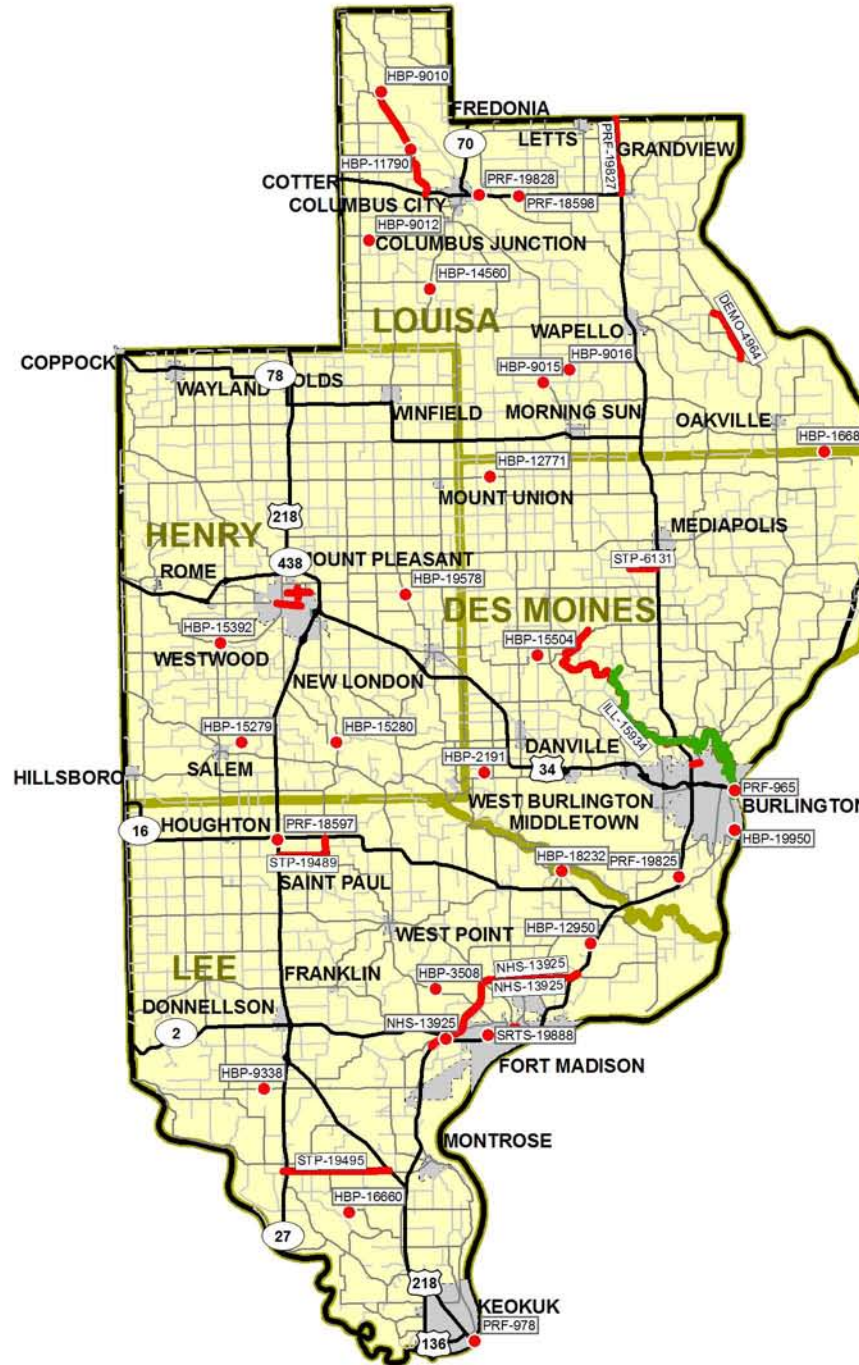 HBP-9010
FREDONIA
LETTS
PRF-19827
GRANDVIEW
70
HBP-11790
COTTER
COLUMBUS CITY
PRF-19828
PRF-18598
HBP-9012
COLUMBUS JUNCTION
HBP-14560
LOUISA
DEMO-4964
WAPELLO
COPPOCK
HBP-9016
HBP-9015
WAYLAND
78
OLDS
WINFIELD
MORNING SUN
OAKVILLE
HBP-1668
HBP-12771
MOUNT UNION
218
HENRY
MEDIAPOLIS
438
MOUNT PLEASANT
STP-6131
ROME
HBP-19578
DES MOINES
HBP-15392
HBP-15504
WESTWOOD
NEW LONDON
ILL-15934
HBP-15279
HBP-15280
DANVILLE
SALEM
HBP-2191
34
HILLSBORO
PRF-965
WEST BURLINGTON
BURLINGTON
MIDDLETOWN
16
HOUGHTON
PRF-18597
HBP-19950
STP-19489
HBP-18232
PRF-19825
SAINT PAUL
HBP-12950
WEST POINT
LEE
NHS-13925
FRANKLIN
HBP-3508
NHS-13925
DONNELLSON
2
NHS-13925
SRTS-19888
FORT MADISON
HBP-9338
MONTROSE
STP-19495
HBP-16660
27
218
KEOKUK
PRF-978
136